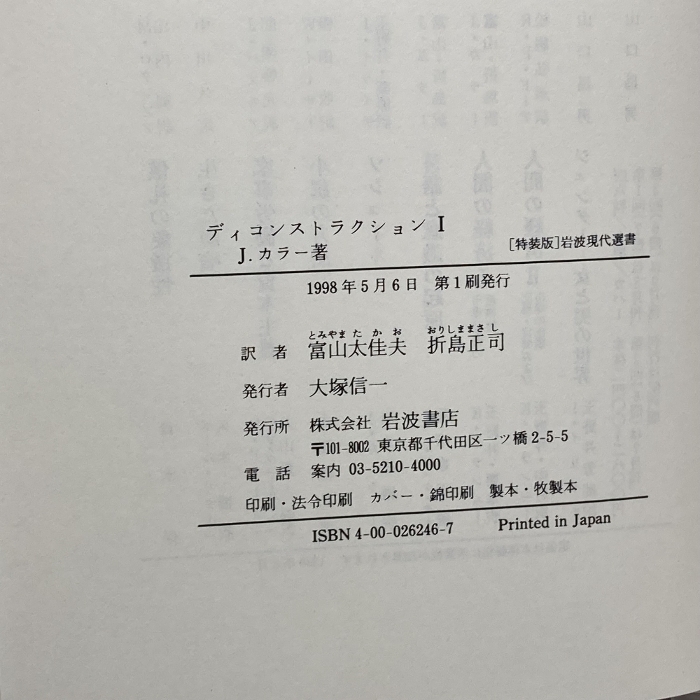 ディコンストラクション I
J. カラー著
[特装版]岩波現代選書
1998年5月6日 第1刷発行
とみやまたかお おりしままさし
訳者 富山太佳夫 折島正司
発行者 大塚信一
発行所 株式会社 岩波書店
〒101-8002 東京都千代田区一ツ橋2-5-5
電話 案内 03-5210-4000
印刷・法令印刷 カバー・錦印刷 製本・牧製本
ISBN 4-00-026246-7 Printed in Japan